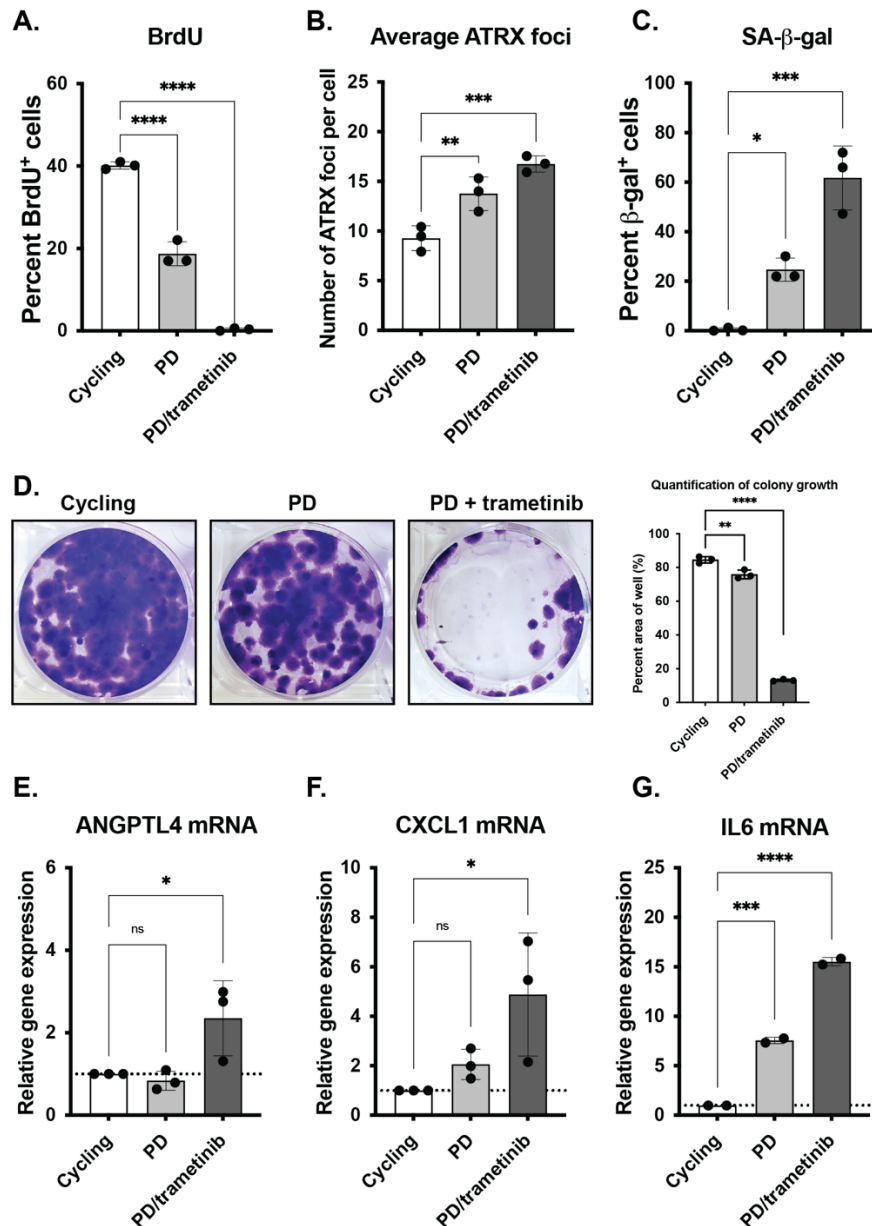 A.
BrdU
Percent BrdU⁺ cells
60
40
20
0
****
****
Cycling
PD
PD/trametinib
B.
Average ATRX foci
Number of ATRX foci per cell
25
20
15
10
5
0
***
**
Cycling
PD
PD/trametinib
C.
SA-β-gal
Percent β-gal⁺ cells
100
80
60
40
20
0
***
*
Cycling
PD
PD/trametinib
D.
Cycling
PD
PD + trametinib
Quantification of colony growth
Percent area of well (%)
100
80
60
40
20
0
****
**
Cycling
PD
PD/trametinib
E.
ANGPTL4 mRNA
Relative gene expression
6
4
2
0
*
ns
Cycling
PD
PD/trametinib
F.
CXCL1 mRNA
Relative gene expression
10
8
6
4
2
0
*
ns
Cycling
PD
PD/trametinib
G.
IL6 mRNA
Relative gene expression
25
20
15
10
5
0
****
***
Cycling
PD
PD/trametinib